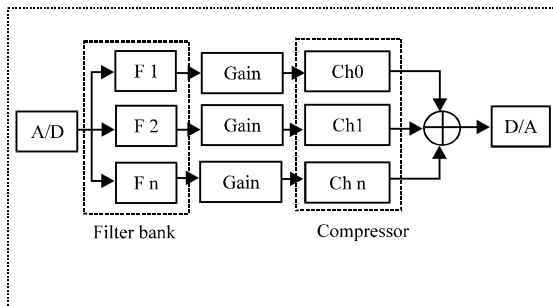 F 1 Gain Ch0
A/D F 2 Gain Ch1 D/A
F n Gain Ch n
Filter bank Compressor